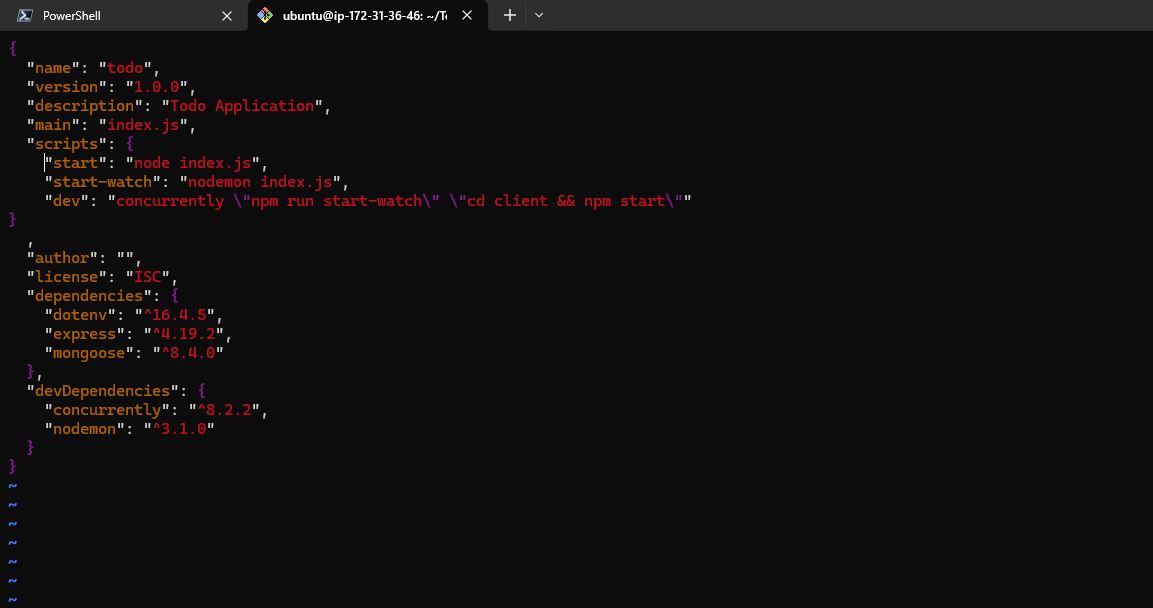 PowerShell
ubuntu@ip-172-31-36-46: ~/T
{
  "name": "todo",
  "version": "1.0.0",
  "description": "Todo Application",
  "main": "index.js",
  "scripts": {
    "start": "node index.js",
    "start-watch": "nodemon index.js",
    "dev": "concurrently \"npm run start-watch\" \"cd client && npm start\""
}
  ,
  "author": "",
  "license": "ISC",
  "dependencies": {
    "dotenv": "^16.4.5",
    "express": "^4.19.2",
    "mongoose": "^8.4.0"
  },
  "devDependencies": {
    "concurrently": "^8.2.2",
    "nodemon": "^3.1.0"
  }
}
~
~
~
~
~
~
~